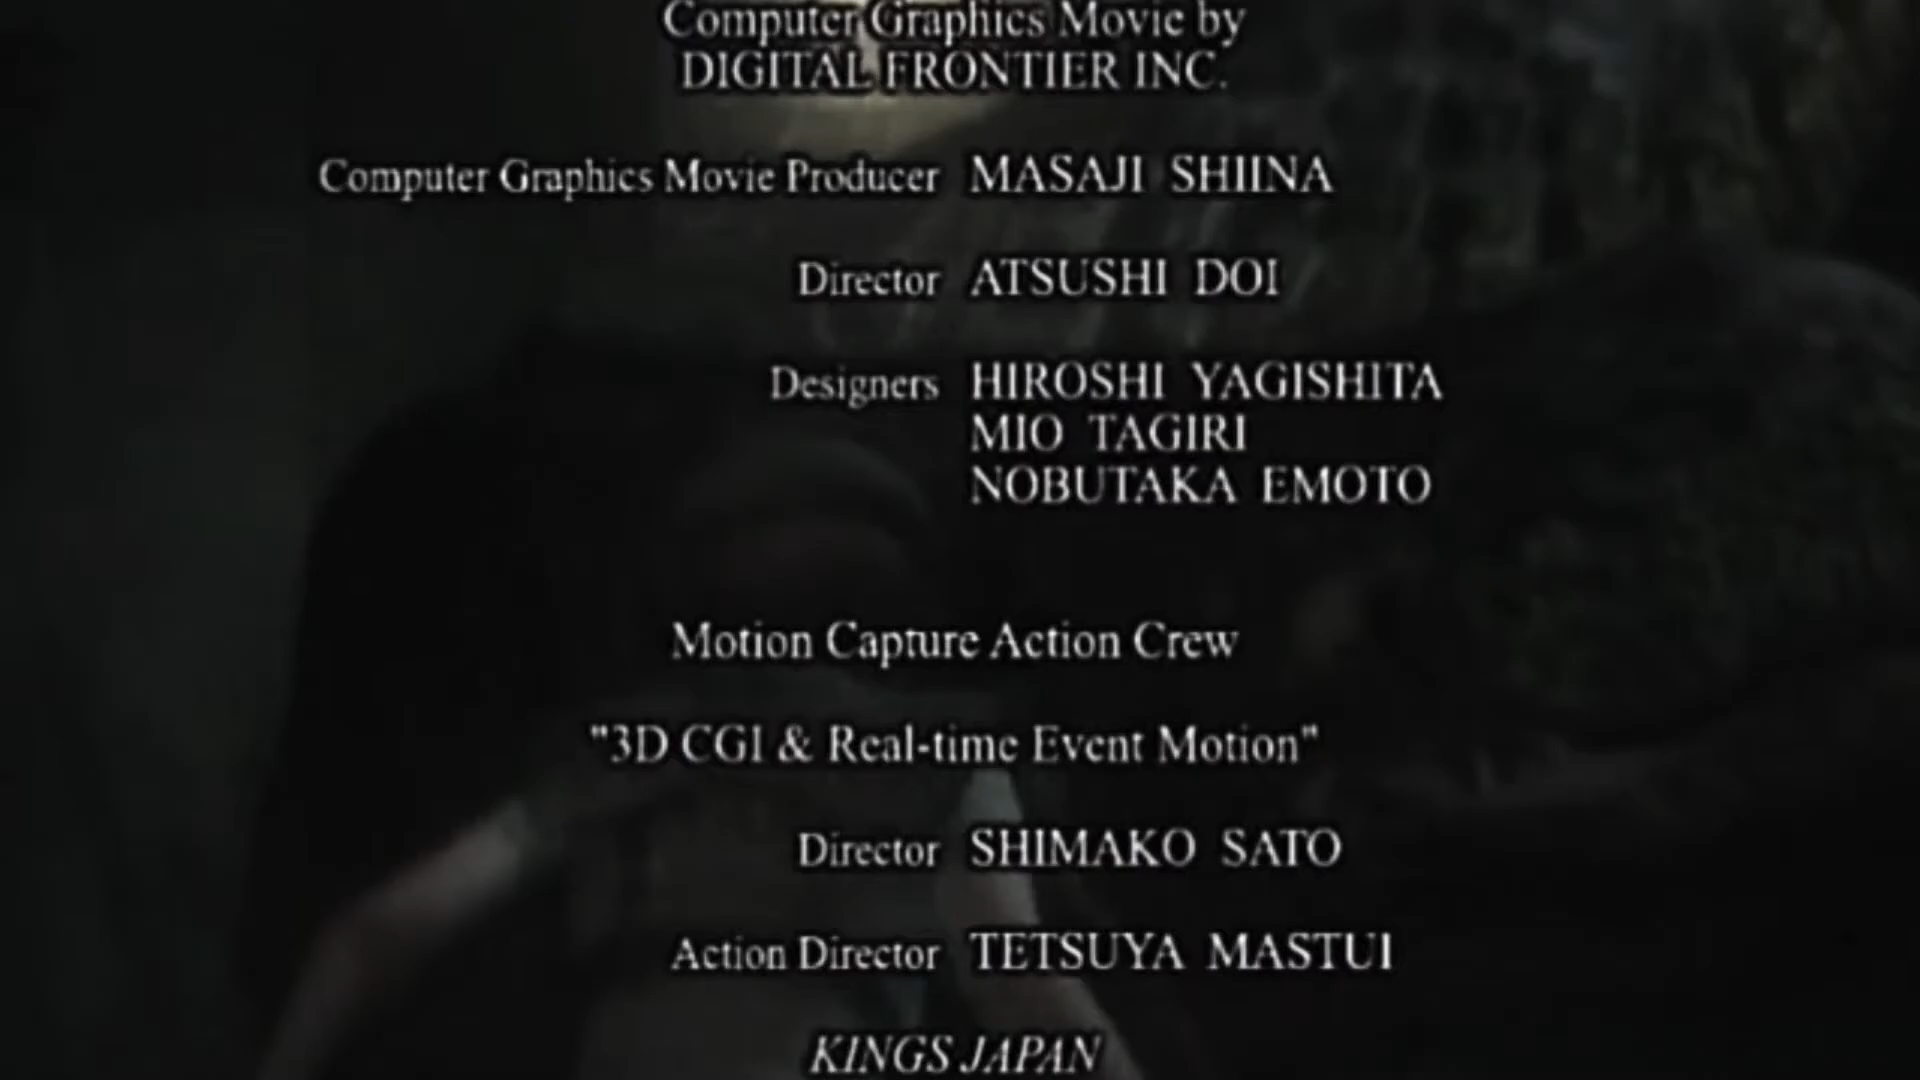 Computer Graphics Movie by
DIGITAL FRONTIER INC.
Computer Graphics Movie Producer MASAJI SHIINA
Director ATSUSHI DOI
Designers HIROSHI YAGISHITA
MIO TAGIRI
NOBUTAKA EMOTO
Motion Capture Action Crew
"3D CGI & Real-time Event Motion"
Director SHIMAKO SATO
Action Director TETSUYA MASTUI
KINGS JAPAN